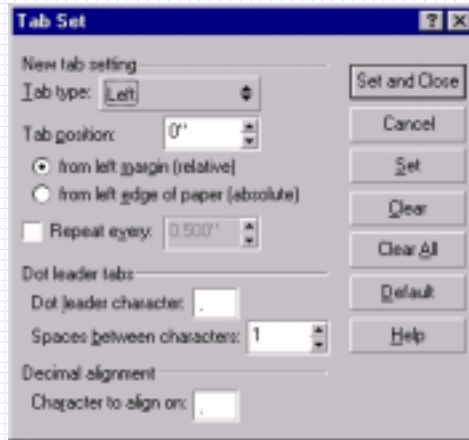 Tab Set
New tab setting
Tab type: Left
Tab position: 0"
from left margin (relative)
from left edge of paper (absolute)
Repeat every: 0.500"
Dot leader tabs
Dot leader character: .
Spaces between characters: 1
Decimal alignment
Character to align on: .
Set and Close
Cancel
Set
Clear
Clear All
Default
Help